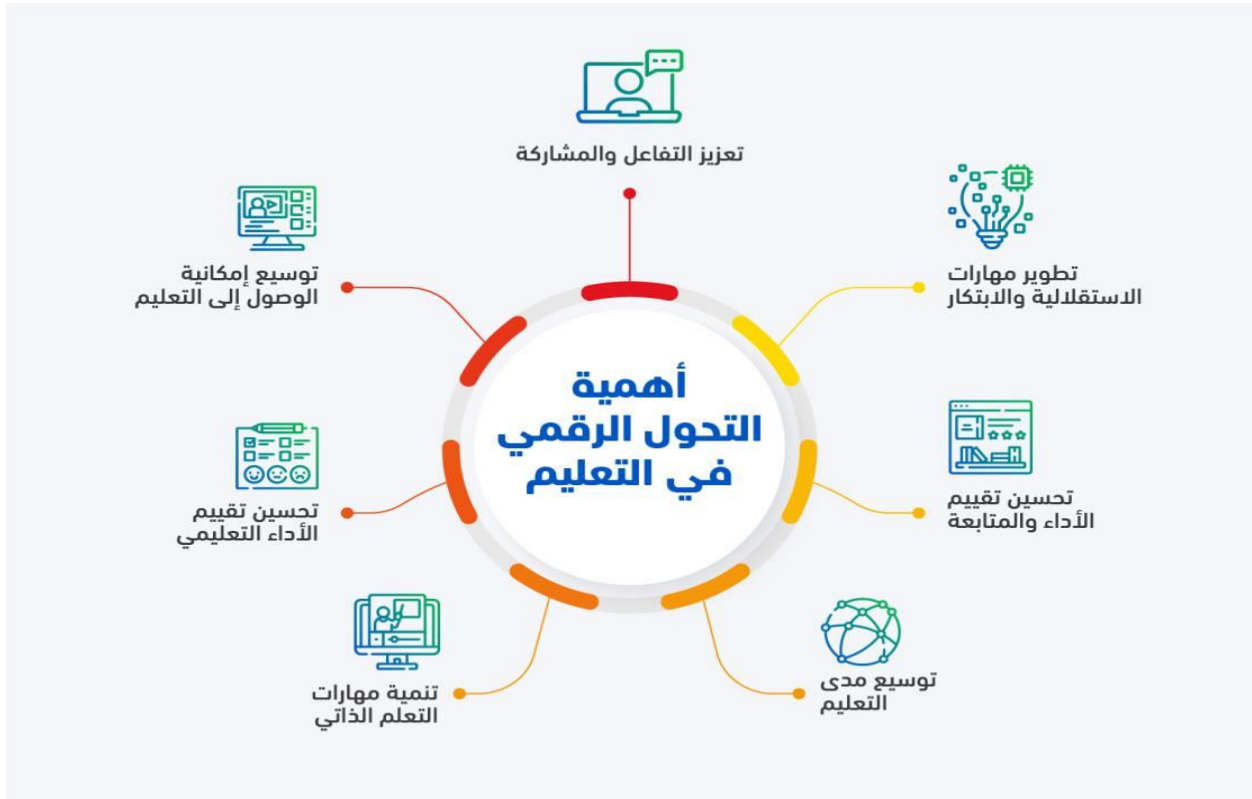 تعزيز التفاعل والمشاركة
تطوير مهارات
الاستقلالية والابتكار
توسيع إمكانية
الوصول إلى التعليم
أهمية
التحول الرقمي
في التعليم
تحسين تقييم
الأداء والمتابعة
تحسين تقييم
الأداء التعليمي
توسيع مدى
التعليم
تنمية مهارات
التعلم الذاتي